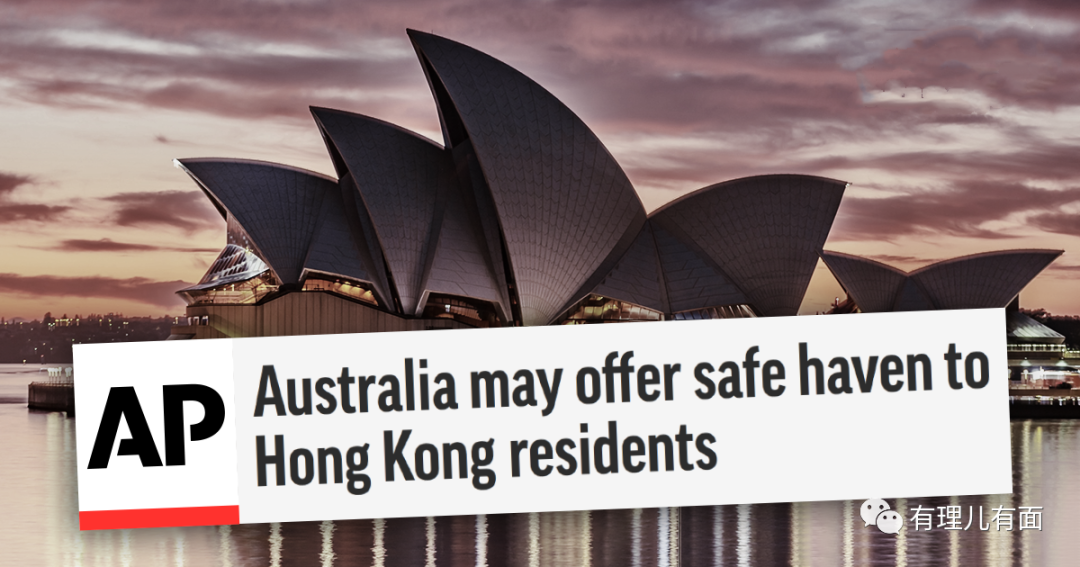 AP
Australia may offer safe haven to
Hong Kong residents
有理儿有面